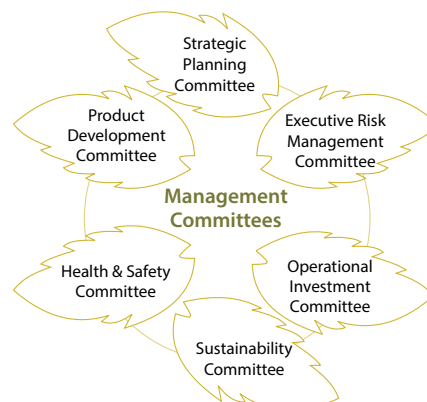 Strategic
Planning
Committee
Product
Development
Committee
Executive Risk
Management
Committee
Management
Committees
Health & Safety
Committee
Operational
Investment
Committee
Sustainability
Committee